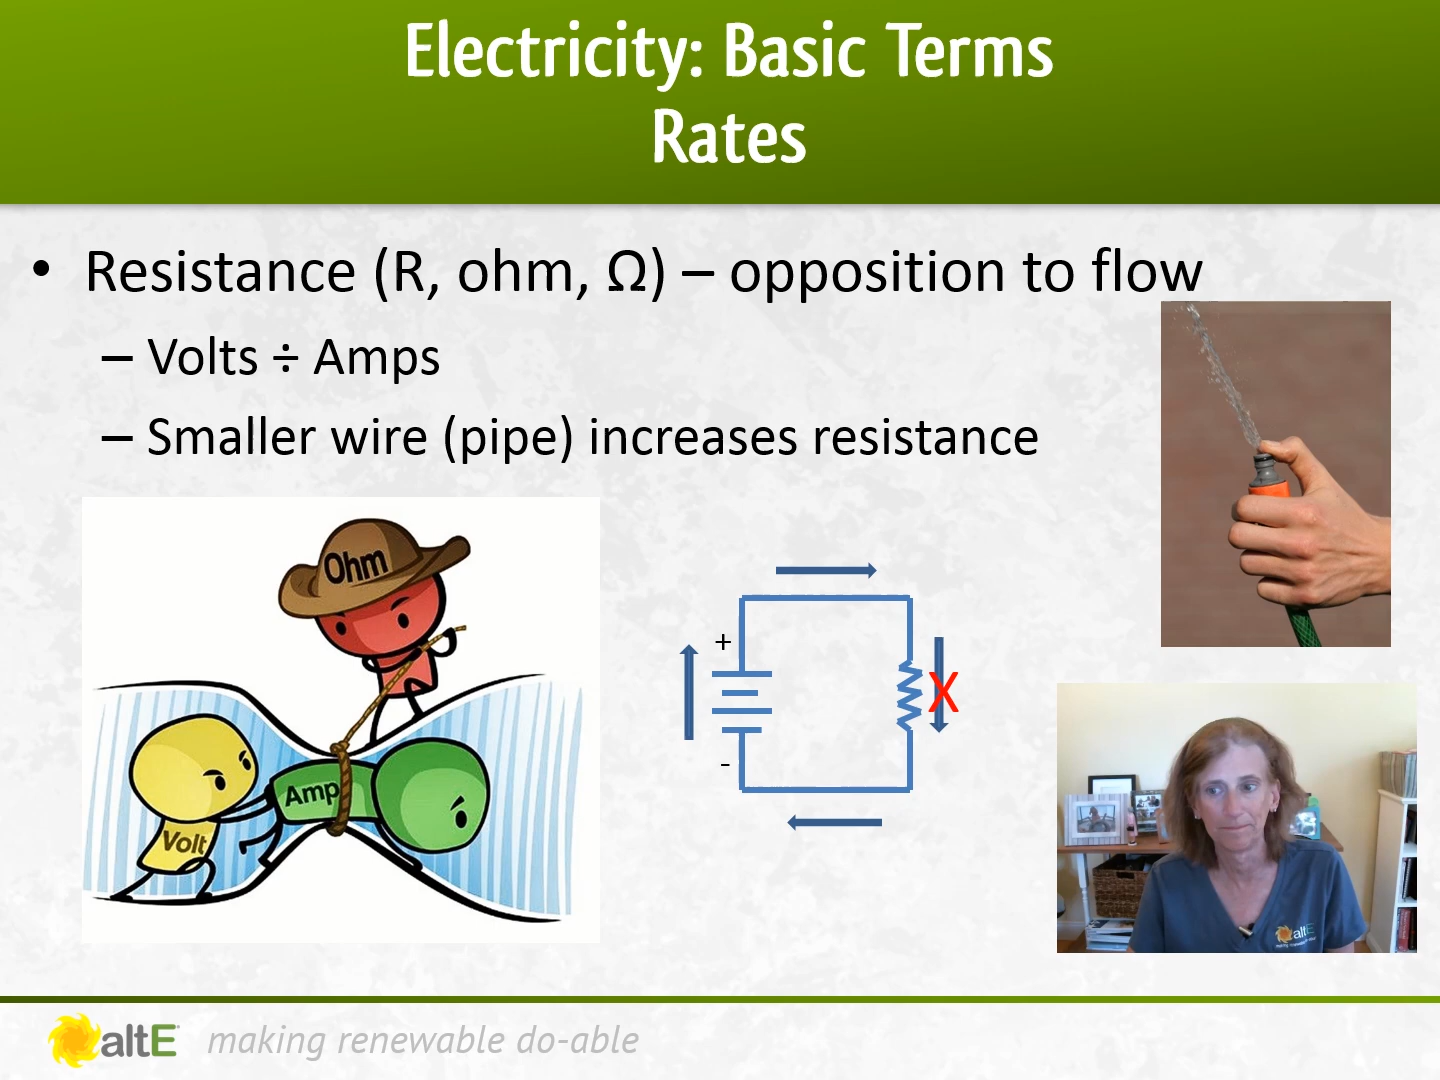 Electricity: Basic Terms
Rates
• Resistance (R, ohm, Ω) – opposition to flow
– Volts ÷ Amps
– Smaller wire (pipe) increases resistance
Ohm
Amp
Volt
+
X
-
altE
altE making renewable do-able